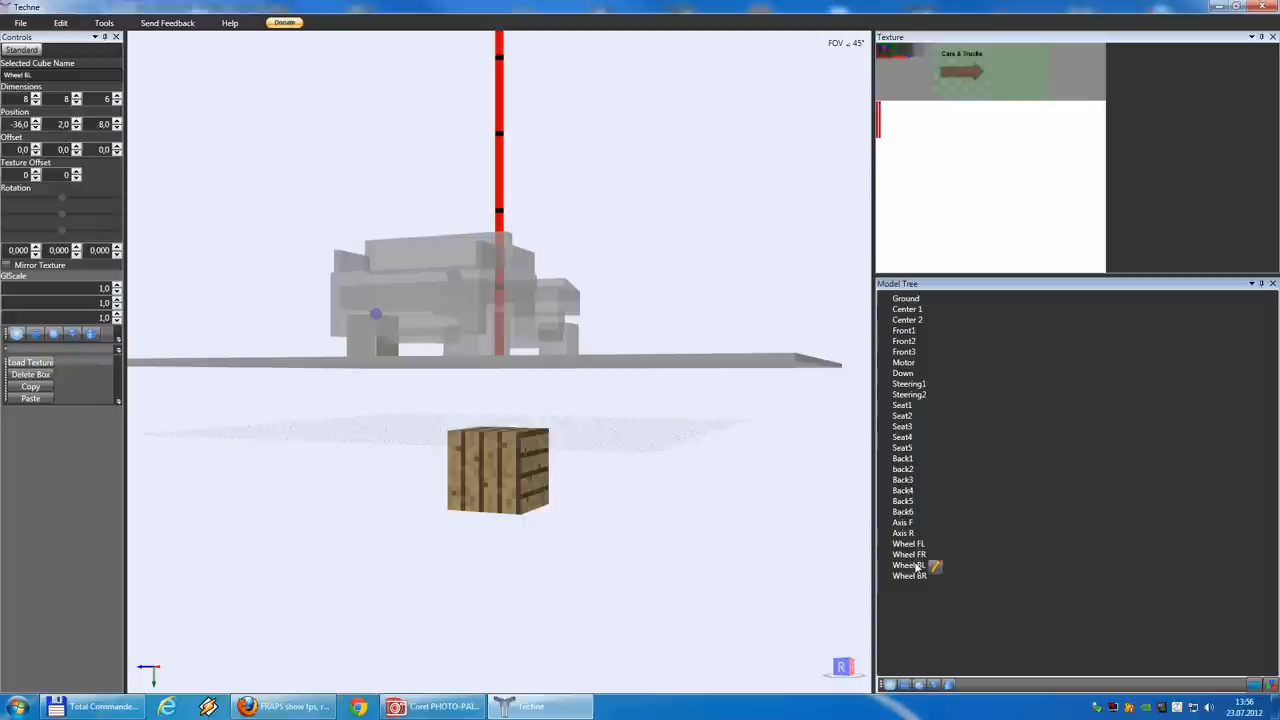 Techne
File Edit Tools Send Feedback Help Donate
Controls
Standard
Selected Cube Name
Wheel BL
Dimensions
8 8 6
Position
-36,0 2,0 8,0
Offset
0,0 0,0 0,0
Texture Offset
0 0
Rotation
0,000 0,000 0,000
Mirror Texture
GlScale
1,0
1,0
1,0
Load Texture
Delete Box
Copy
Paste
FOV ∠ 45°
R
Texture
Cars & Trucks
Model Tree
Ground
Center 1
Center 2
Front1
Front2
Front3
Motor
Down
Steering1
Steering2
Seat1
Seat2
Seat3
Seat4
Seat5
Back1
back2
Back3
Back4
Back5
Back6
Axis F
Axis R
Wheel FL
Wheel FR
Wheel BL
Wheel BR
Total Commande...
FRAPS show fps, r...
Corel PHOTO-PAI...
Techne
13:56
23.07.2012